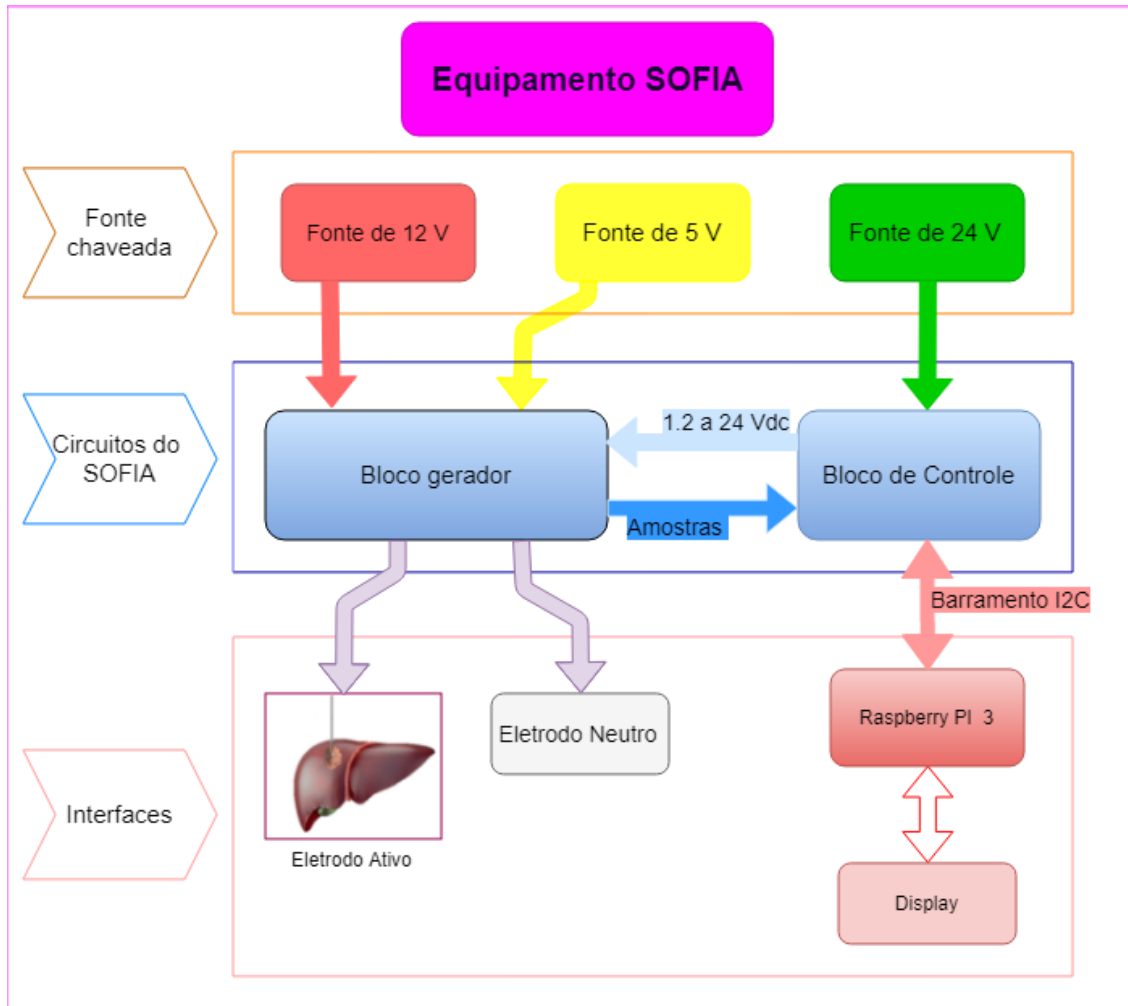 Equipamento SOFIA
Fonte
chaveada
Fonte de 12 V
Fonte de 5 V
Fonte de 24 V
Circuitos do
SOFIA
Bloco gerador
1.2 a 24 Vdc
Amostras
Bloco de Controle
Barramento I2C
Interfaces
Eletrodo Ativo
Eletrodo Neutro
Raspberry PI 3
Display